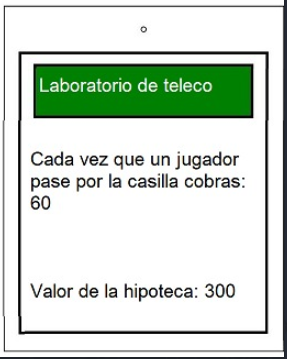 Laboratorio de teleco
Cada vez que un jugador
pase por la casilla cobras:
60
Valor de la hipoteca: 300